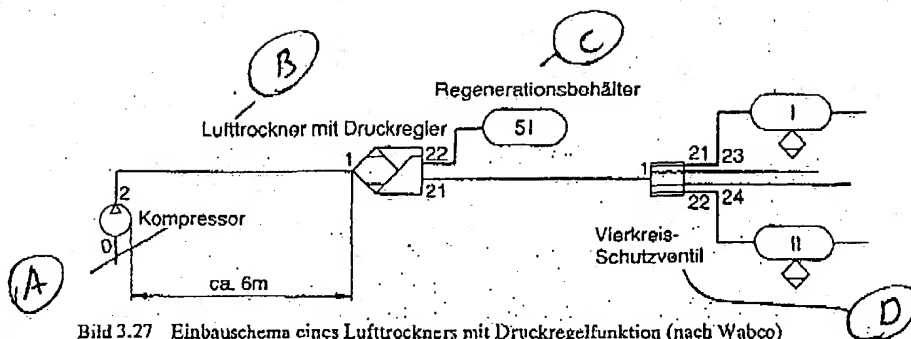 B
C
Regenerationsbehälter
Lufttrockner mit Druckregler
5l
I
1
22
21
21
23
1
22
24
2
0
Kompressor
Vierkreis-
Schutzventil
II
A
ca. 6m
D
Bild 3.27 Einbauschema eines Lufttrockners mit Druckregelfunktion (nach Wabco)